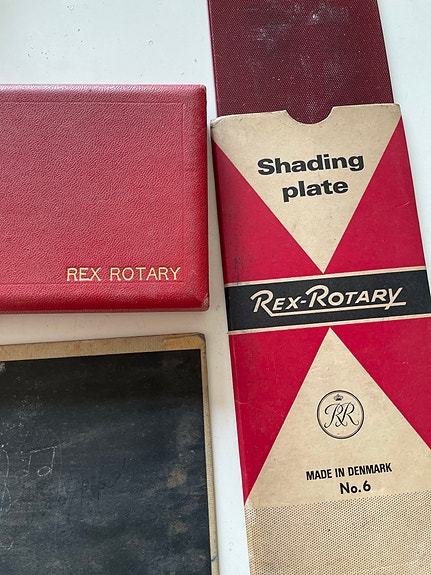 REX ROTARY
Shading
plate
REX-ROTARY
RR
MADE IN DENMARK
No.6